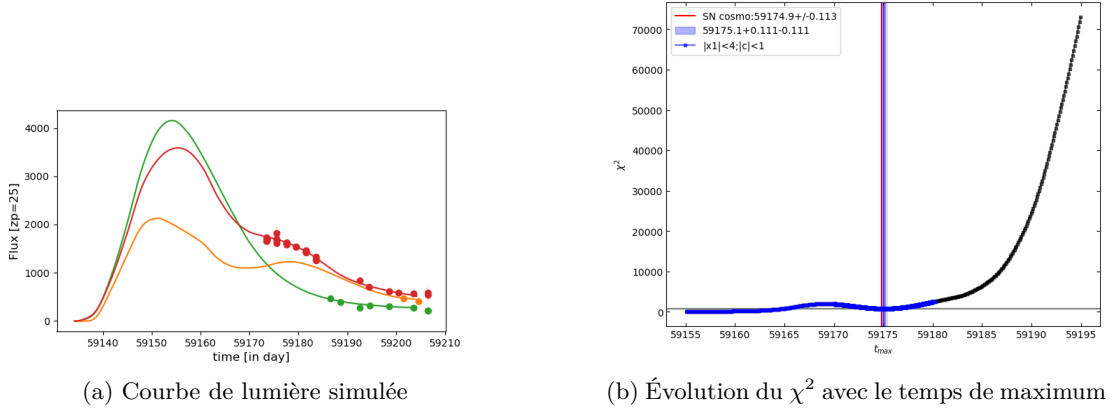 4000
3000
2000
1000
0
Flux [zp=25]
59140 59150 59160 59170 59180 59190 59200 59210
time [in day]
(a) Courbe de lumière simulée
SN cosmo:59174.9+/-0.113
59175.1+0.111-0.111
|x1|<4;|c|<1
70000
60000
50000
40000
30000
20000
10000
0
χ²
59155 59160 59165 59170 59175 59180 59185 59190 59195
tmax
(b) Évolution du χ² avec le temps de maximum